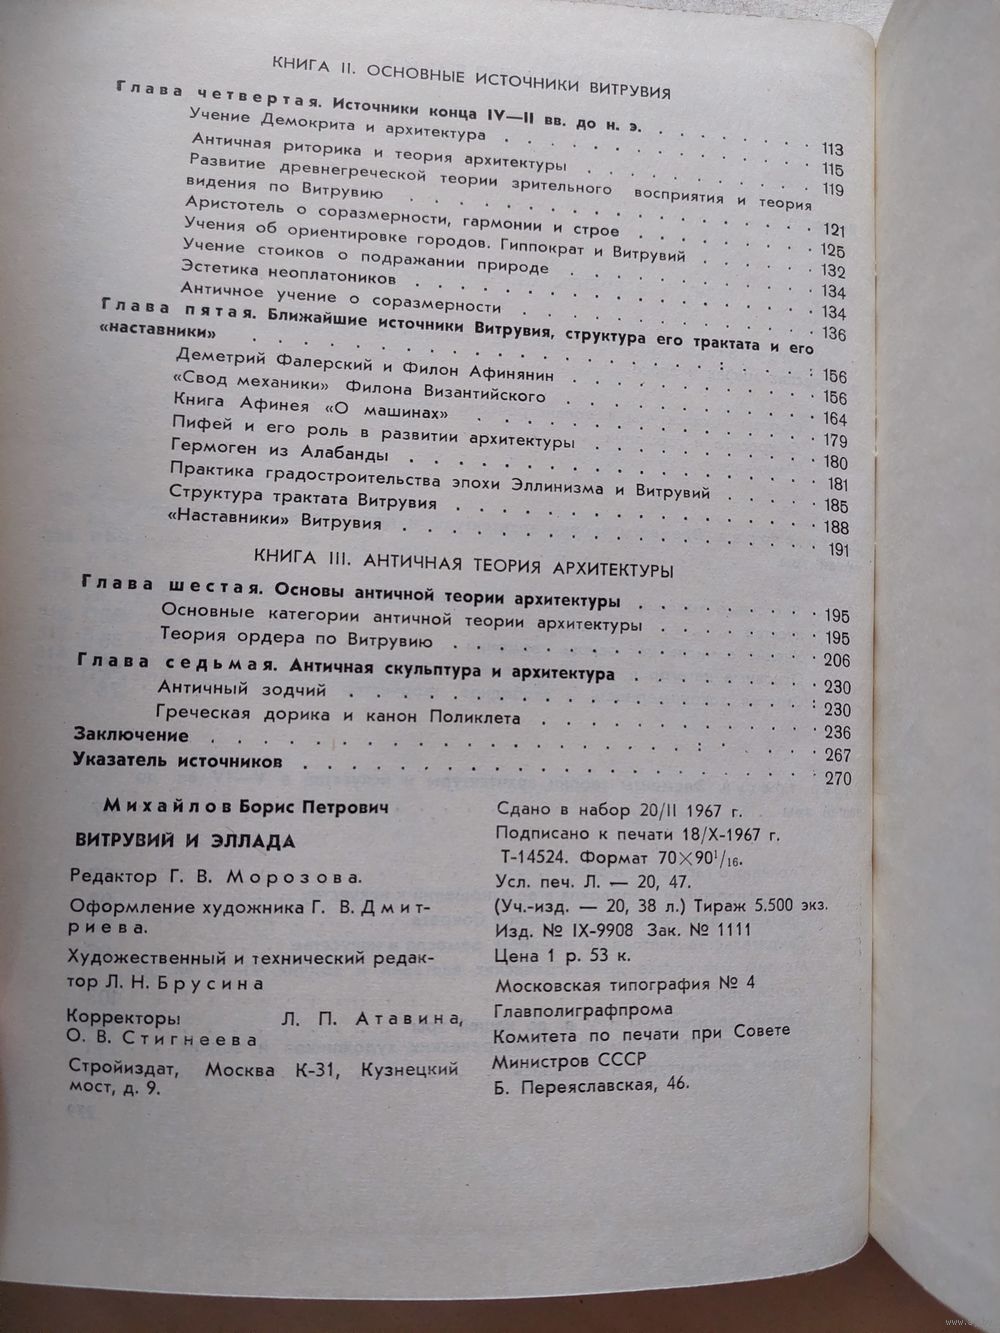 КНИГА II. ОСНОВНЫЕ ИСТОЧНИКИ ВИТРУВИЯ
Глава четвертая. Источники конца IV—II вв. до н. э. . . . . . . . 113
Учение Демокрита и архитектура . . . . . . . . . . . . . 115
Античная риторика и теория архитектуры . . . . . . . . . . 119
Развитие древнегреческой теории зрительного восприятия и теория
видения по Витрувию . . . . . . . . . . . . . . . 121
Аристотель о соразмерности, гармонии и строе . . . . . . . . 125
Учения об ориентировке городов. Гиппократ и Витрувий . . . . . . 132
Учение стоиков о подражании природе . . . . . . . . . . . 134
Эстетика неоплатоников . . . . . . . . . . . . . . . 134
Античное учение о соразмерности . . . . . . . . . . . . 136
Глава пятая. Ближайшие источники Витрувия, структура его трактата и его
«наставники» . . . . . . . . . . . . . . . . . . . 156
Деметрий Фалерский и Филон Афинянин . . . . . . . . . . 156
«Свод механики» Филона Византийского . . . . . . . . . . 164
Книга Афинея «О машинах» . . . . . . . . . . . . . . 179
Пифей и его роль в развитии архитектуры . . . . . . . . . 180
Гермоген из Алабанды . . . . . . . . . . . . . . . . 181
Практика градостроительства эпохи Эллинизма и Витрувий . . . . . 185
Структура трактата Витрувия . . . . . . . . . . . . . . 188
«Наставники» Витрувия . . . . . . . . . . . . . . . . 191
КНИГА III. АНТИЧНАЯ ТЕОРИЯ АРХИТЕКТУРЫ
Глава шестая. Основы античной теории архитектуры . . . . . . . . 195
Основные категории античной теории архитектуры . . . . . . . 195
Теория ордера по Витрувию . . . . . . . . . . . . . . 206
Глава седьмая. Античная скульптура и архитектура . . . . . . . . 230
Античный зодчий . . . . . . . . . . . . . . . . . . 230
Греческая дорика и канон Поликлета . . . . . . . . . . . 236
Заключение . . . . . . . . . . . . . . . . . . . . . 267
Указатель источников . . . . . . . . . . . . . . . . . . 270
Михайлов Борис Петрович
ВИТРУВИЙ И ЭЛЛАДА
Редактор Г. В. Морозова.
Оформление художника Г. В. Дмит-
риева.
Художественный и технический редак-
тор Л. Н. Брусина
Корректоры Л. П. Атавина,
О. В. Стигнеева
Стройиздат, Москва К-31, Кузнецкий
мост, д. 9.
Сдано в набор 20/II 1967 г.
Подписано к печати 18/X-1967 г.
Т-14524. Формат 70×90¹/₁₆.
Усл. печ. Л. — 20, 47.
(Уч.-изд. — 20, 38 л.) Тираж 5.500 экз.
Изд. № IX-9908 Зак. № 1111
Цена 1 р. 53 к.
Московская типография № 4
Главполиграфпрома
Комитета по печати при Совете
Министров СССР
Б. Переяславская, 46.